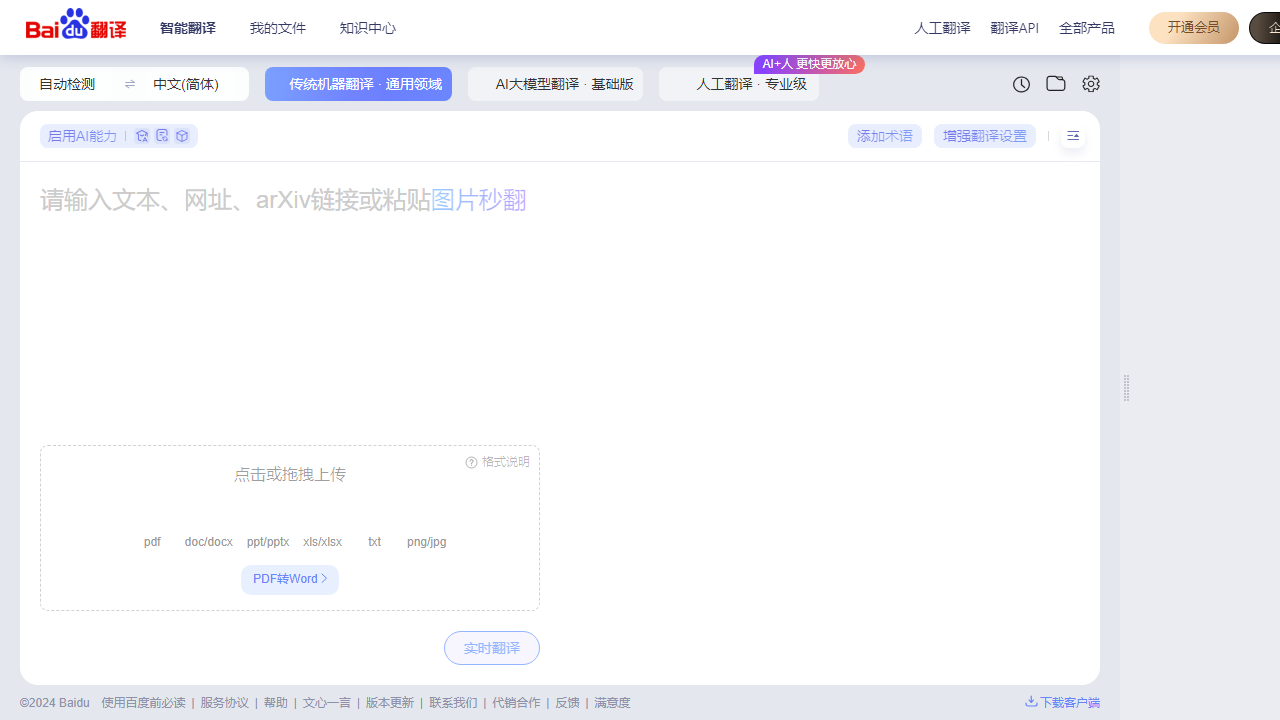 Baidu翻译 智能翻译 我的文件 知识中心 人工翻译 翻译API 全部产品 开通会员 企
自动检测 中文(简体) 传统机器翻译 · 通用领域 AI大模型翻译 · 基础版 人工翻译 · 专业级 AI+人 更快更放心
启用AI能力 添加术语 增强翻译设置
请输入文本、网址、arXiv链接或粘贴图片秒翻
格式说明
点击或拖拽上传
pdf doc/docx ppt/pptx xls/xlsx txt png/jpg
PDF转Word
实时翻译
©2024 Baidu 使用百度前必读 | 服务协议 | 帮助 | 文心一言 | 版本更新 | 联系我们 | 代销合作 | 反馈 | 满意度 下载客户端